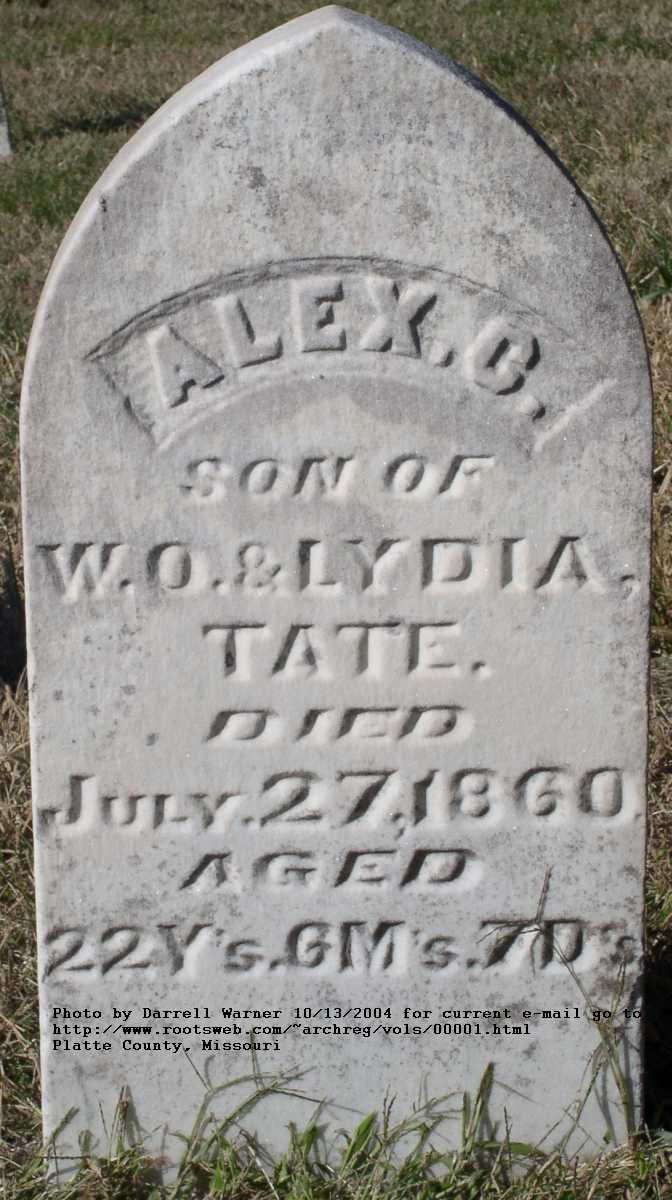 ALEX. C.
SON OF
W. O. & LYDIA,
TATE.
DIED
JULY. 27, 1860.
AGED
22Y's. 6M's. 7D's
Photo by Darrell Warner 10/13/2004 for current e-mail go to
http://www.rootsweb.com/~archreg/vols/00001.html
Platte County, Missouri